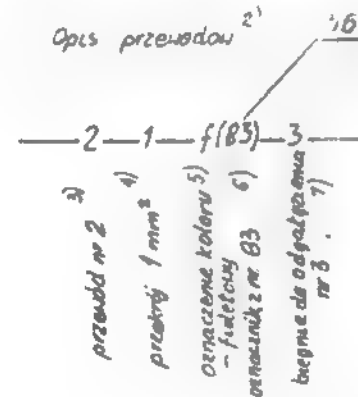 Opis przewodów 2)
2 1 f(83) 3
3) przewód nr 2
4) przekrój 1 mm²
5) oznaczenie koloru
- fioletowy
6) oznacznik z nr. 83
biegnie do odgałęzienia
nr 3. 7)